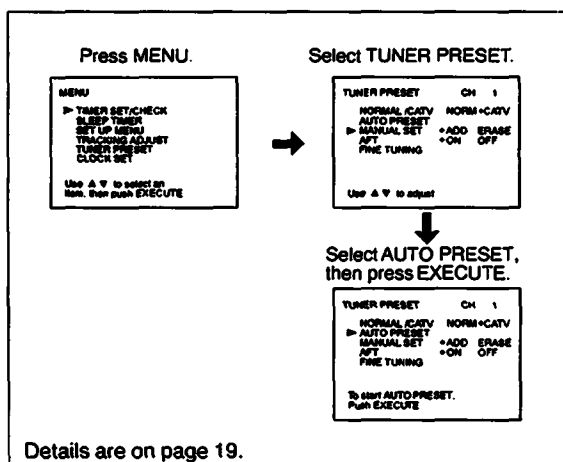 Press MENU.
MENU
▶ TIMER SET/CHECK
SLEEP TIMER
SET UP MENU
TRACKING ADJUST
TUNER PRESET
CLOCK SET
Use △ ▽ to select an
item, then push EXECUTE
Select TUNER PRESET.
TUNER PRESET CH 1
NORMAL/CATV NORM •CATV
AUTO PRESET
▶ MANUAL SET •ADD ERASE
AFT •ON OFF
FINE TUNING
Use △ ▽ to adjust
Select AUTO PRESET,
then press EXECUTE.
TUNER PRESET CH 1
NORMAL/CATV NORM •CATV
▶ AUTO PRESET
MANUAL SET •ADD ERASE
AFT •ON OFF
FINE TUNING
To start AUTO PRESET,
Push EXECUTE
Details are on page 19.